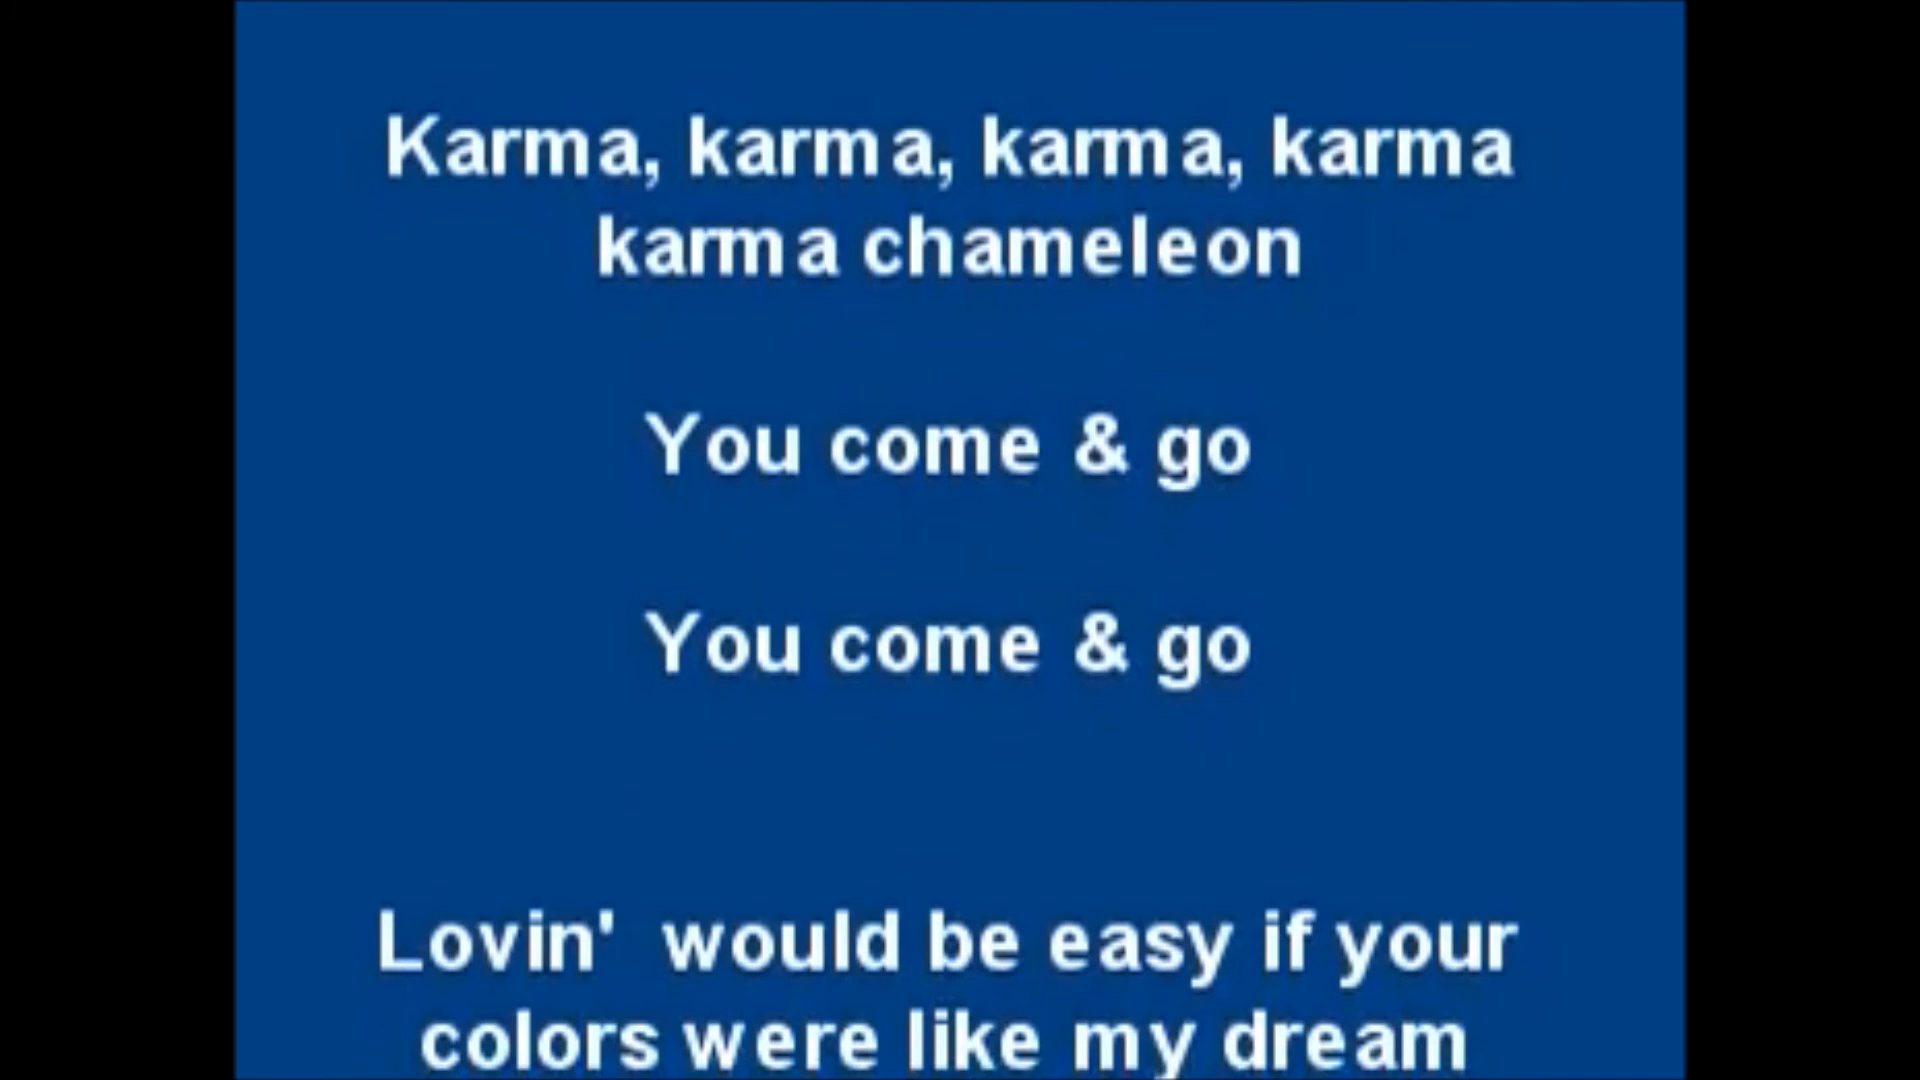 Karma, karma, karma, karma
karma chameleon
You come & go
You come & go
Lovin' would be easy if your
colors were like my dream